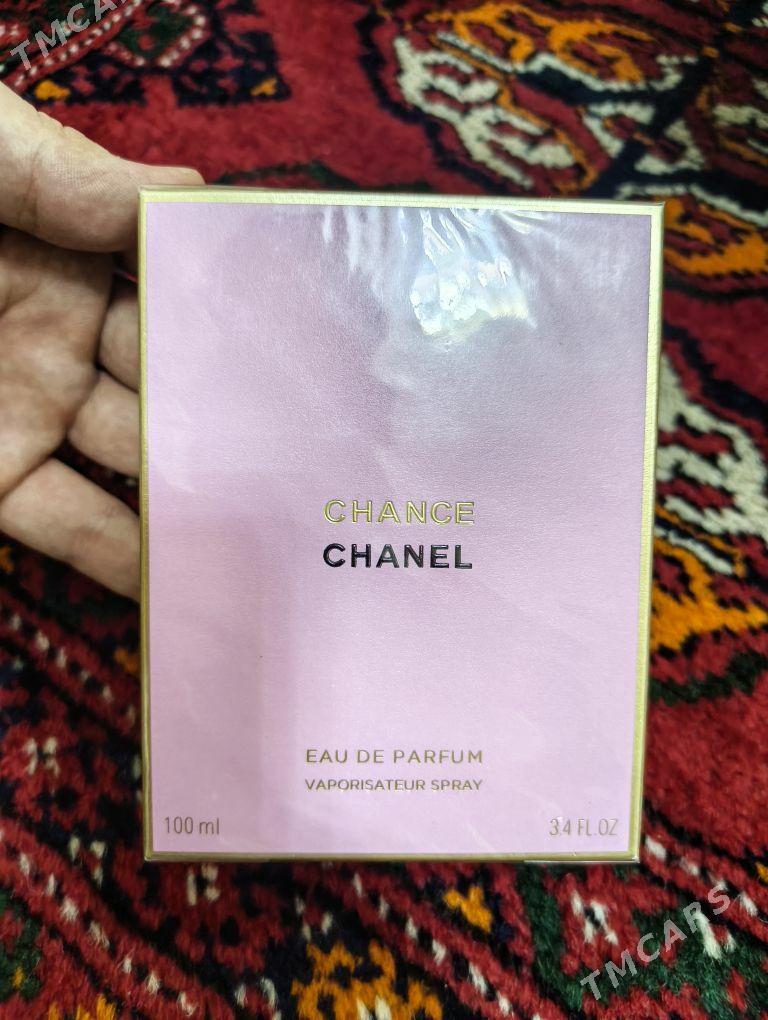 TMCARS
CHANCE
CHANEL
EAU DE PARFUM
VAPORISATEUR SPRAY
100 ml
3.4 FL.OZ
TMCARS